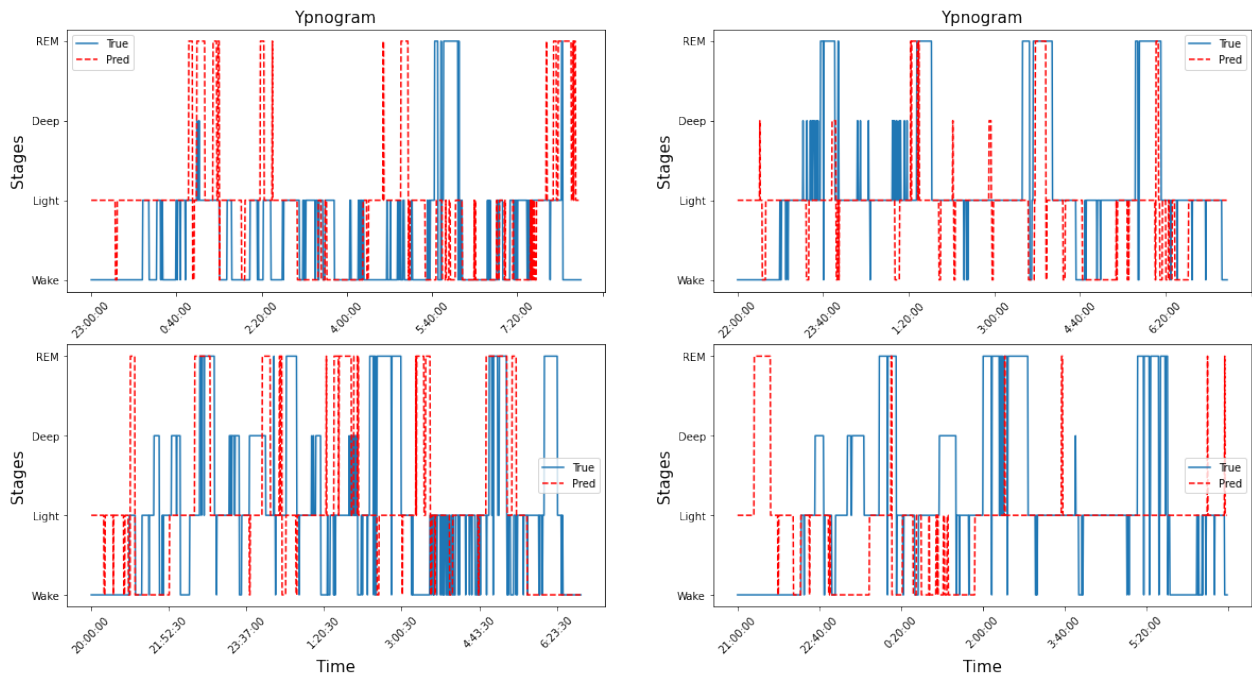 Ypnogram
REM
Deep
Light
Wake
Stages
True
Pred
23:00:00
0:40:00
2:20:00
4:00:00
5:40:00
7:20:00
Ypnogram
REM
Deep
Light
Wake
Stages
True
Pred
22:00:00
23:40:00
1:20:00
3:00:00
4:40:00
6:20:00
REM
Deep
Light
Wake
Stages
True
Pred
20:00:00
21:52:30
23:37:00
1:20:30
3:00:30
4:43:30
6:23:30
Time
REM
Deep
Light
Wake
Stages
True
Pred
21:00:00
22:40:00
0:20:00
2:00:00
3:40:00
5:20:00
Time